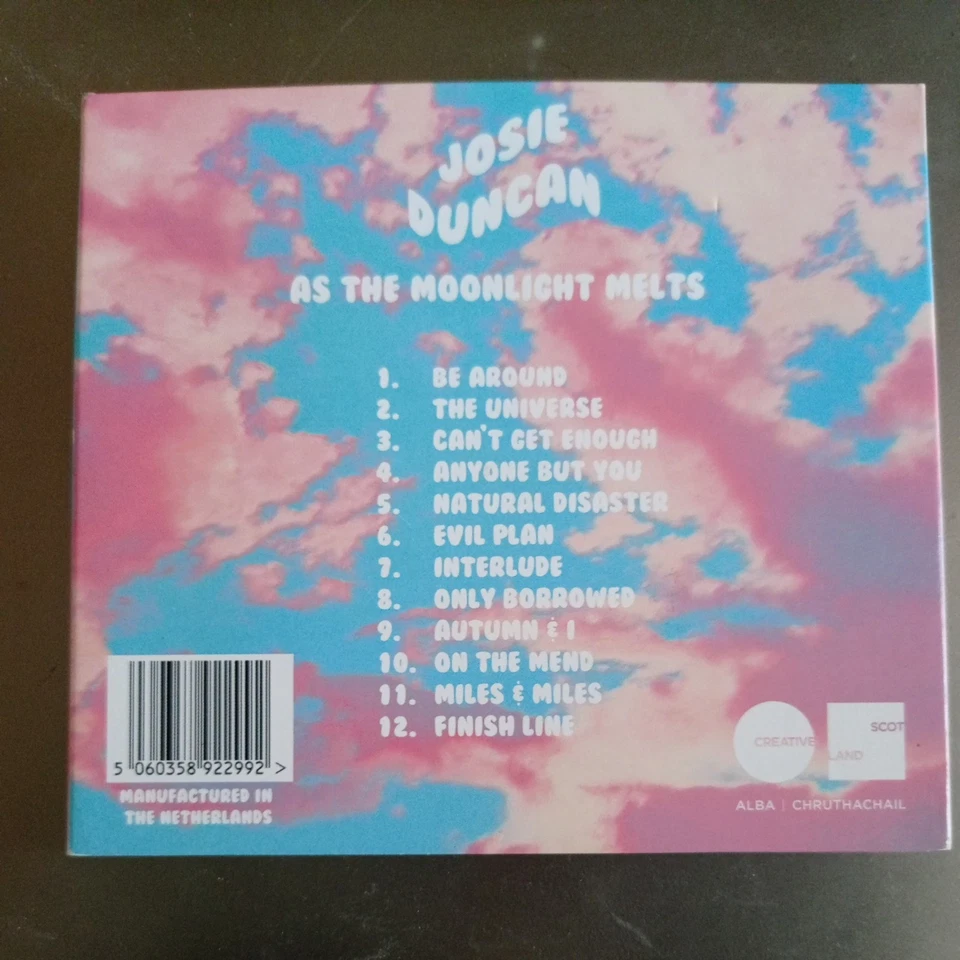 JOSIE
DUNCAN
AS THE MOONLIGHT MELTS
1. BE AROUND
2. THE UNIVERSE
3. CAN'T GET ENOUGH
4. ANYONE BUT YOU
5. NATURAL DISASTER
6. EVIL PLAN
7. INTERLUDE
8. ONLY BORROWED
9. AUTUMN & I
10. ON THE MEND
11. MILES & MILES
12. FINISH LINE
5 060358 922992 >
MANUFACTURED IN
THE NETHERLANDS
CREATIVE SCOT
LAND
ALBA | CHRUTHACHAIL